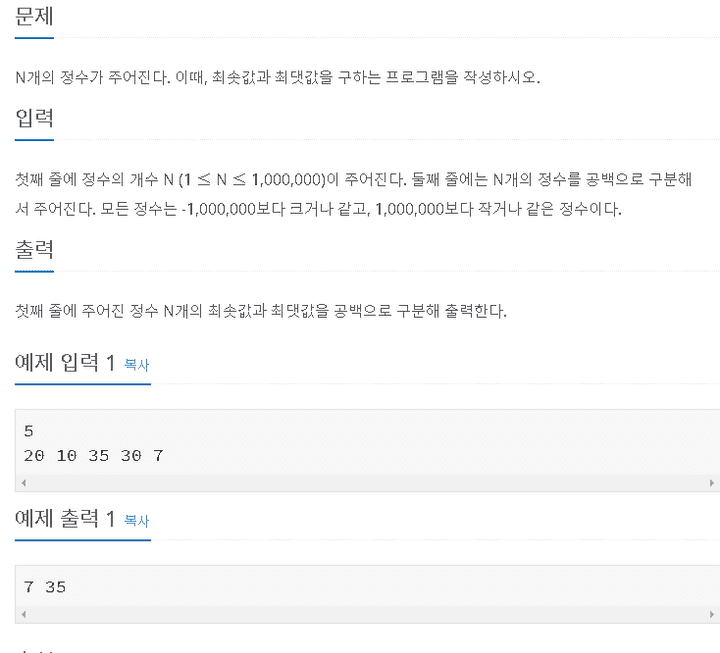 문제
N개의 정수가 주어진다. 이때, 최솟값과 최댓값을 구하는 프로그램을 작성하시오.
입력
첫째 줄에 정수의 개수 N (1 ≤ N ≤ 1,000,000)이 주어진다. 둘째 줄에는 N개의 정수를 공백으로 구분해
서 주어진다. 모든 정수는 -1,000,000보다 크거나 같고, 1,000,000보다 작거나 같은 정수이다.
출력
첫째 줄에 주어진 정수 N개의 최솟값과 최댓값을 공백으로 구분해 출력한다.
예제 입력 1 복사
5
20 10 35 30 7
예제 출력 1 복사
7 35